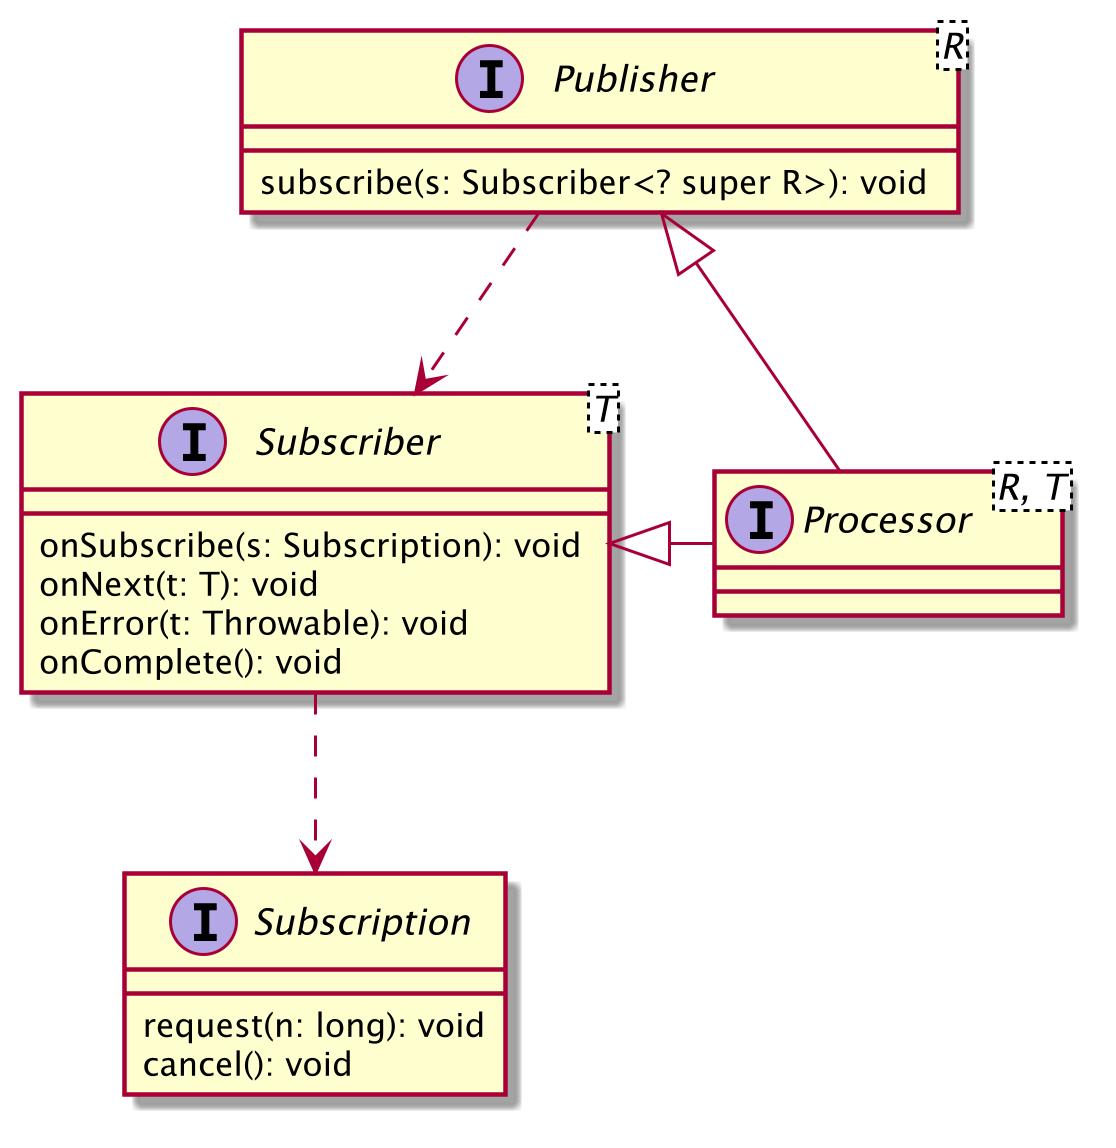 R
I Publisher
subscribe(s: Subscriber<? super R>): void
T
I Subscriber
onSubscribe(s: Subscription): void
onNext(t: T): void
onError(t: Throwable): void
onComplete(): void
R, T
I Processor
I Subscription
request(n: long): void
cancel(): void